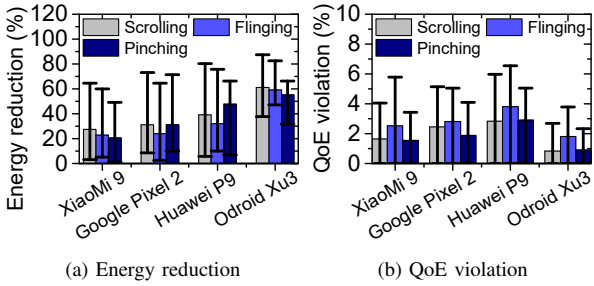 Energy reduction (%)
120
100
80
60
40
20
0
Scrolling
Flinging
Pinching
XiaoMi 9
Google Pixel 2
Huawei P9
Odroid Xu3
(a) Energy reduction
QoE violation (%)
10
8
6
4
2
0
Scrolling
Flinging
Pinching
XiaoMi 9
Google Pixel 2
Huawei P9
Odroid Xu3
(b) QoE violation